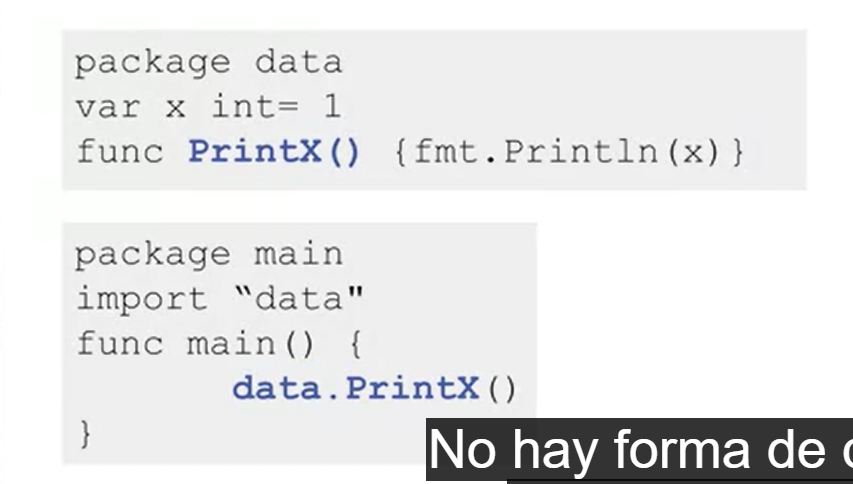 package data
var x int= 1
func PrintX() {fmt.Println(x)}
package main
import “data"
func main() {
data.PrintX()
}
No hay forma de